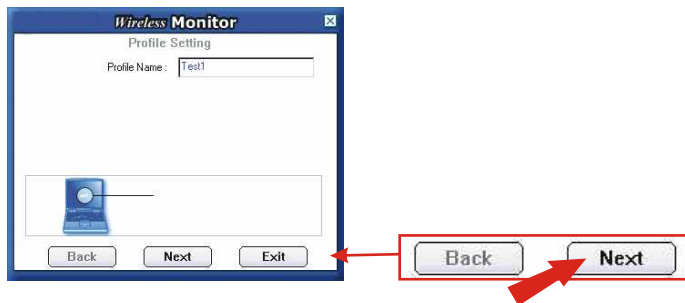 Wireless Monitor
Profile Setting
Profile Name : Test1
Back Next Exit
Back Next